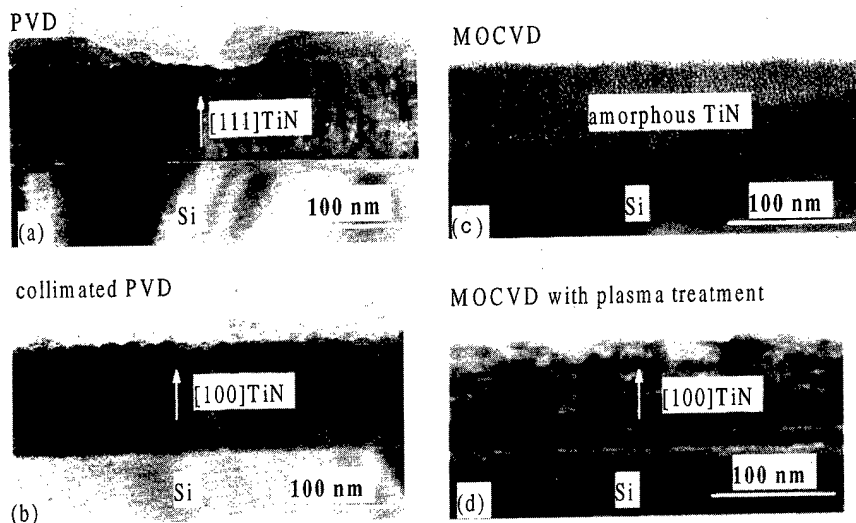 PVD
[111]TiN
Si
100 nm
(a)
MOCVD
amorphous TiN
Si
100 nm
(c)
collimated PVD
[100]TiN
Si
100 nm
(b)
MOCVD with plasma treatment
[100]TiN
100 nm
Si
(d)